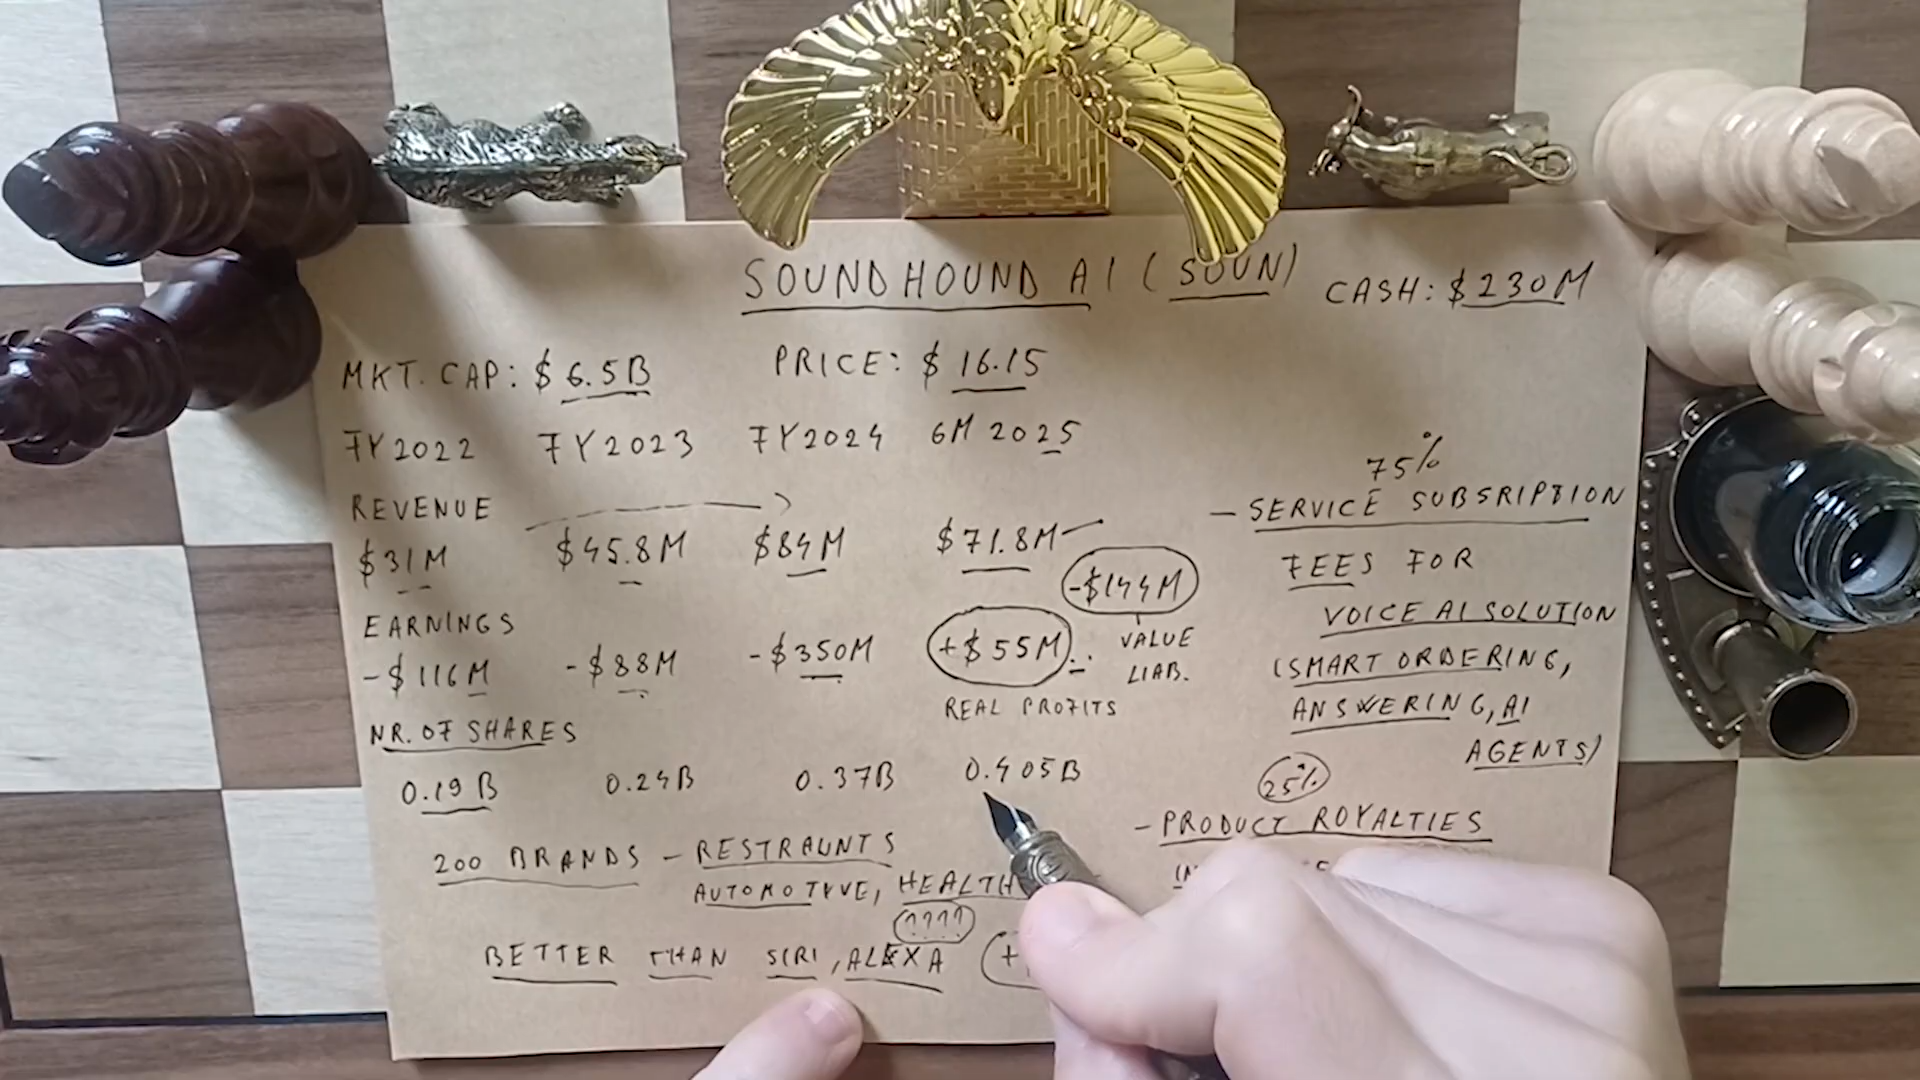 SOUNDHOUND AI (SOUN)
CASH: $230M
MKT. CAP: $ 6.5B
PRICE: $ 16.15
FY2022 FY2023 FY2024 6M 2025
REVENUE
$31M $45.8M $84M $71.8M
-$144M
VALUE
LIAB.
EARNINGS
-$116M -$88M -$350M +$55M
REAL PROFITS
NR. OF SHARES
0.19B 0.24B 0.37B 0.405B
200 BRANDS - RESTRAUNTS
AUTOMOTYVE,
????
BETTER THAN SIRI, ALEXA
75%
- SERVICE SUBSRIPTION
FEES FOR
VOICE AI SOLUTION
(SMART ORDERING,
ANSWERING, AI
AGENTS)
25%
- PRODUCT ROYALTIES